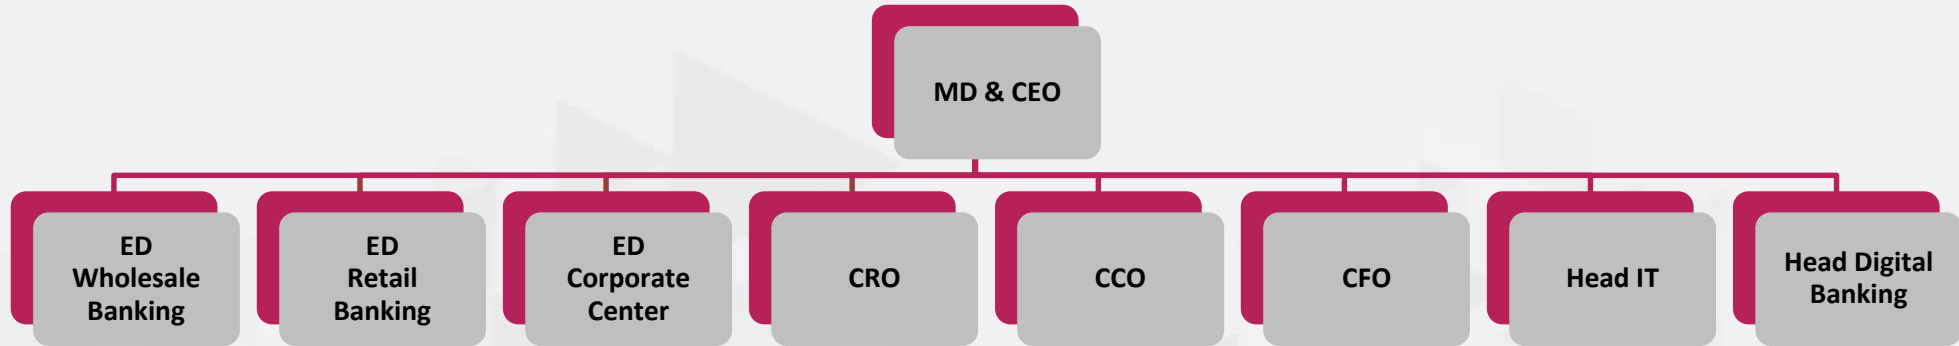 MD & CEO
ED
Wholesale
Banking
ED
Retail
Banking
ED
Corporate
Center
CRO
CCO
CFO
Head IT
Head Digital
Banking